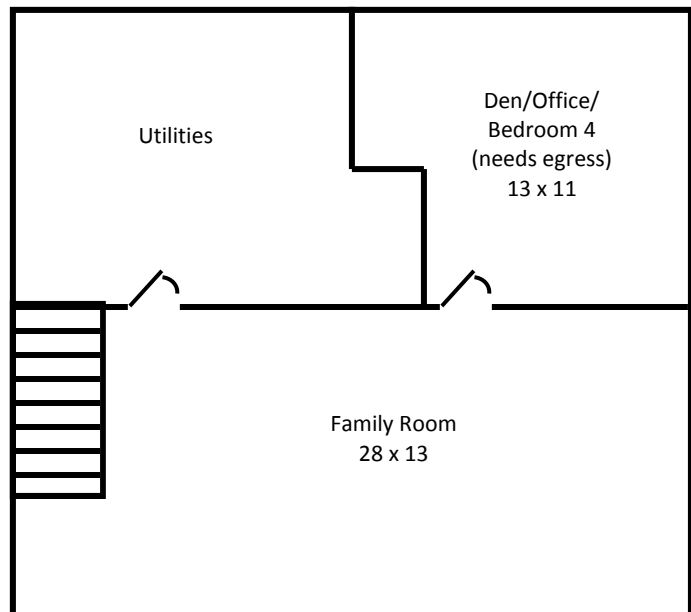 Utilities
Den/Office/
Bedroom 4
(needs egress)
13 x 11
Family Room
28 x 13